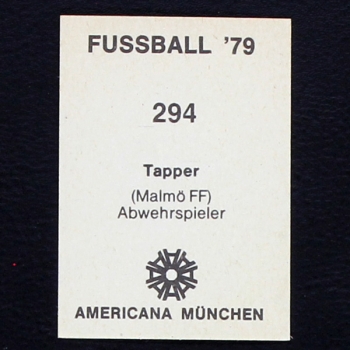 FUSSBALL '79
294
Tapper
(Malmö FF)
Abwehrspieler
AMERICANA MÜNCHEN